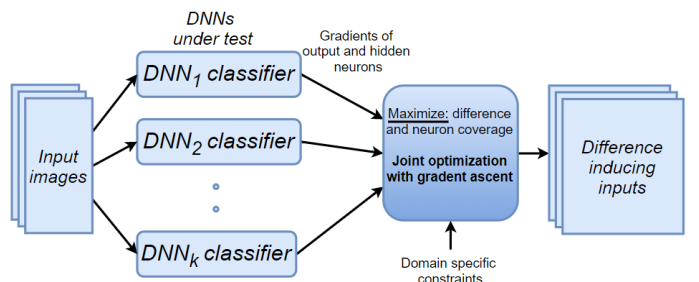 DNNs
under test
Gradients of
output and hidden
neurons
Input
images
DNN1 classifier
DNN2 classifier
DNNk classifier
Maximize: difference
and neuron coverage
Joint optimization
with gradent ascent
Domain specific
constraints
Difference
inducing
inputs